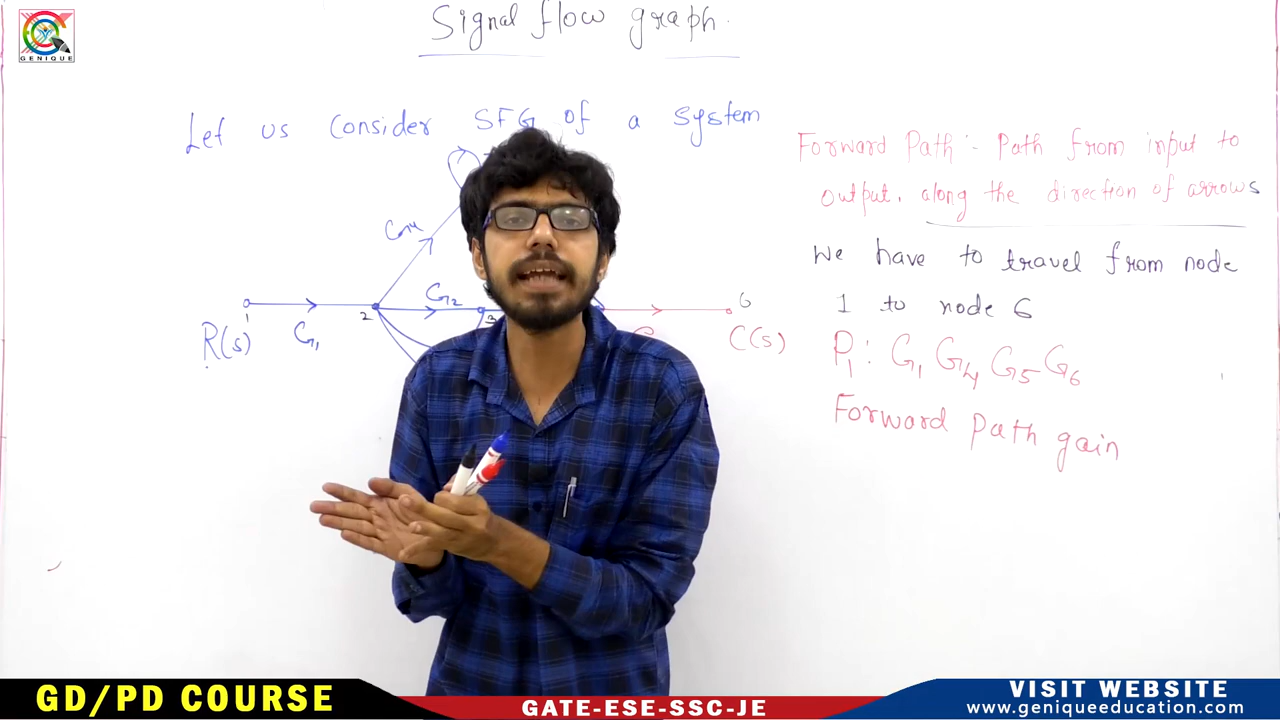 GENIQUE
Signal flow graph
Let us consider SFG of a system
Forward Path :- Path from input to
output, along the direction of arrows
We have to travel from node
1 to node 6
P1 : G1 G4 G5 G6
Forward path gain
G4
G2
1
2
3
6
R(s)
G1
C(s)
GD/PD COURSE
GATE-ESE-SSC-JE
VISIT WEBSITE
www.geniqueeducation.com